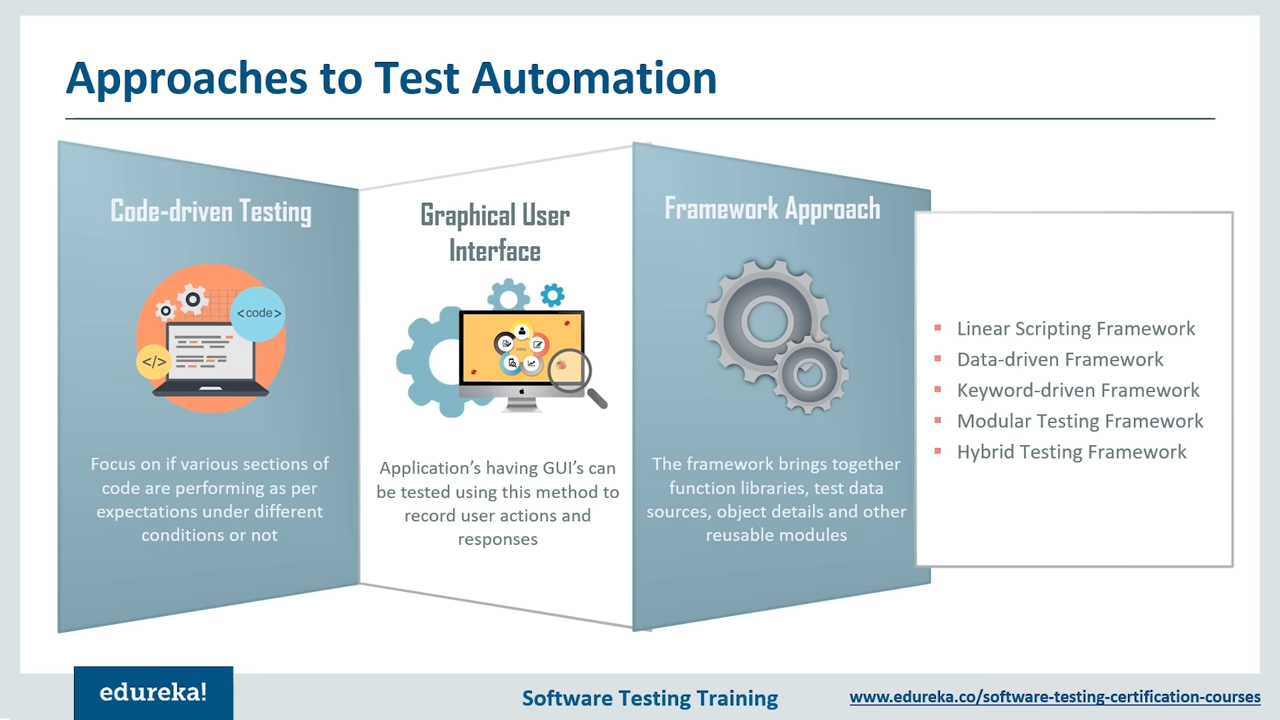 Approaches to Test Automation
Code-driven Testing
<code>
</>
Focus on if various sections of
code are performing as per
expectations under different
conditions or not
Graphical User
Interface
Application's having GUI's can
be tested using this method to
record user actions and
responses
Framework Approach
The framework brings together
function libraries, test data
sources, object details and other
reusable modules
Linear Scripting Framework
Data-driven Framework
Keyword-driven Framework
Modular Testing Framework
Hybrid Testing Framework
edureka!
Software Testing Training
www.edureka.co/software-testing-certification-courses